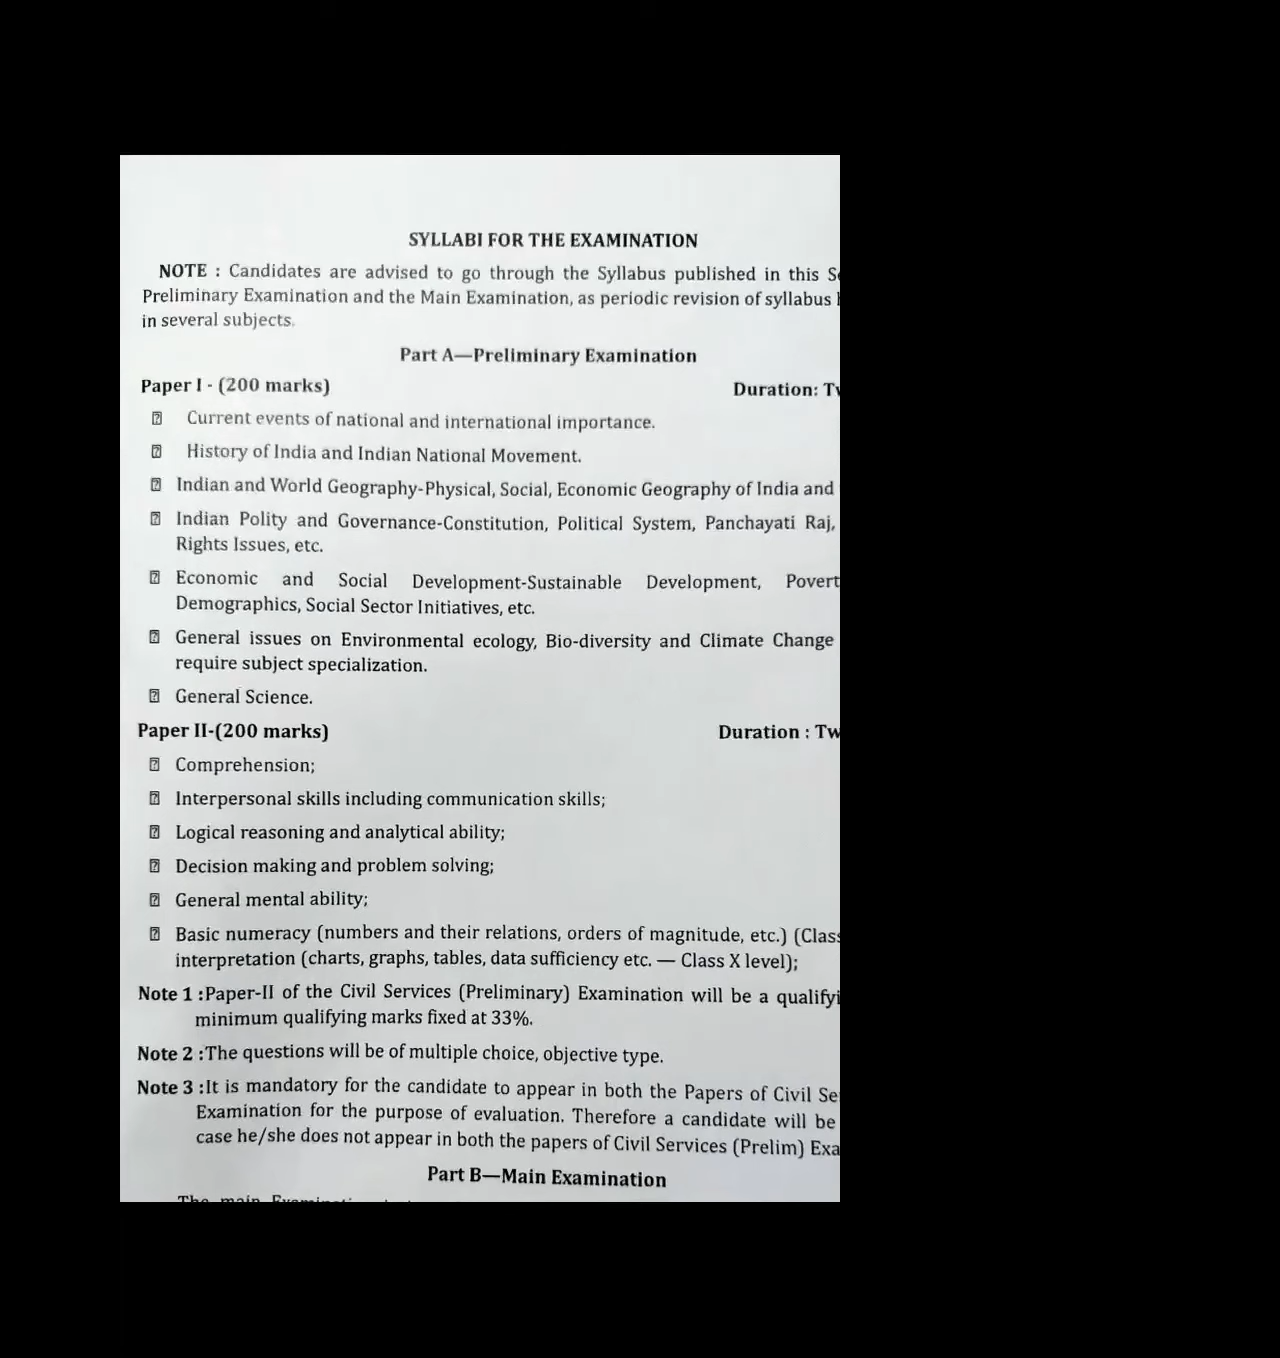 SYLLABI FOR THE EXAMINATION
NOTE : Candidates are advised to go through the Syllabus published in this
Preliminary Examination and the Main Examination, as periodic revision of syllabus
in several subjects.
Part A—Preliminary Examination
Paper I - (200 marks) Duration:
Current events of national and international importance.
History of India and Indian National Movement.
Indian and World Geography-Physical, Social, Economic Geography of India and
Indian Polity and Governance-Constitution, Political System, Panchayati Raj,
Rights Issues, etc.
Economic and Social Development-Sustainable Development,
Demographics, Social Sector Initiatives, etc.
General issues on Environmental ecology, Bio-diversity and Climate Change
require subject specialization.
General Science.
Paper II-(200 marks) Duration :
Comprehension;
Interpersonal skills including communication skills;
Logical reasoning and analytical ability;
Decision making and problem solving;
General mental ability;
Basic numeracy (numbers and their relations, orders of magnitude, etc.)
interpretation (charts, graphs, tables, data sufficiency etc. — Class X level);
Note 1 :Paper-II of the Civil Services (Preliminary) Examination will be a
minimum qualifying marks fixed at 33%.
Note 2 :The questions will be of multiple choice, objective type.
Note 3 :It is mandatory for the candidate to appear in both the Papers of Civil
Examination for the purpose of evaluation. Therefore a candidate will be
case he/she does not appear in both the papers of Civil Services (Prelim)
Part B—Main Examination